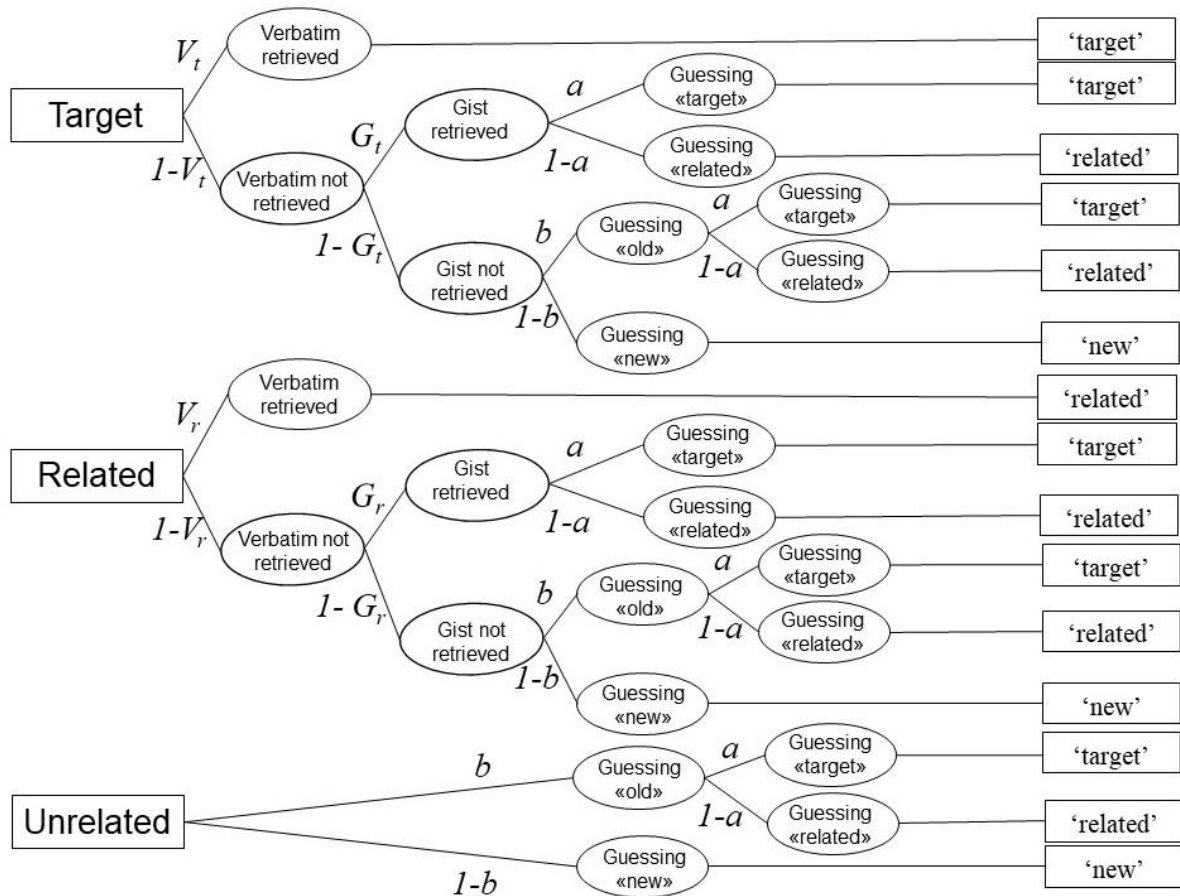 Verbatim
retrieved
V_t
'target'
Target
Guessing
«target»
a
'target'
Gist
retrieved
G_t
1-a
Guessing
«related»
'related'
1-V_t
Verbatim not
retrieved
a
Guessing
«target»
'target'
b
Guessing
«old»
1- G_t
1-a
Gist not
retrieved
Guessing
«related»
'related'
1-b
Guessing
«new»
'new'
Verbatim
retrieved
V_r
'related'
Related
a
Guessing
«target»
'target'
Gist
retrieved
G_r
1-a
Guessing
«related»
'related'
1-V_r
Verbatim not
retrieved
a
Guessing
«target»
'target'
b
Guessing
«old»
1- G_r
1-a
Gist not
retrieved
Guessing
«related»
'related'
1-b
Guessing
«new»
'new'
a
Guessing
«target»
'target'
b
Guessing
«old»
1-a
Unrelated
Guessing
«related»
'related'
1-b
Guessing
«new»
'new'